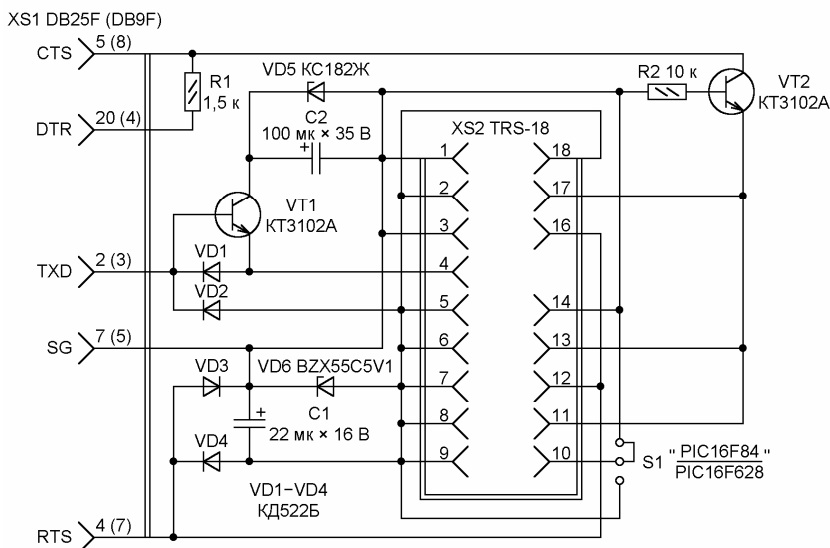 XS1 DB25F (DB9F)
CTS 5 (8)
R1
1,5 к
DTR 20 (4)
VD5 КС182Ж
C2
100 мк × 35 В
+
R2 10 к
VT2
КТ3102А
XS2 TRS-18
1 18
2 17
3 16
VT1
КТ3102А
TXD 2 (3)
VD1
4
VD2
5 14
SG 7 (5)
6 13
VD3
VD6 BZX55C5V1
7 12
+
C1
22 мк × 16 В
8 11
VD4
9 10
S1 "PIC16F84"
PIC16F628
VD1–VD4
КД522Б
RTS 4 (7)